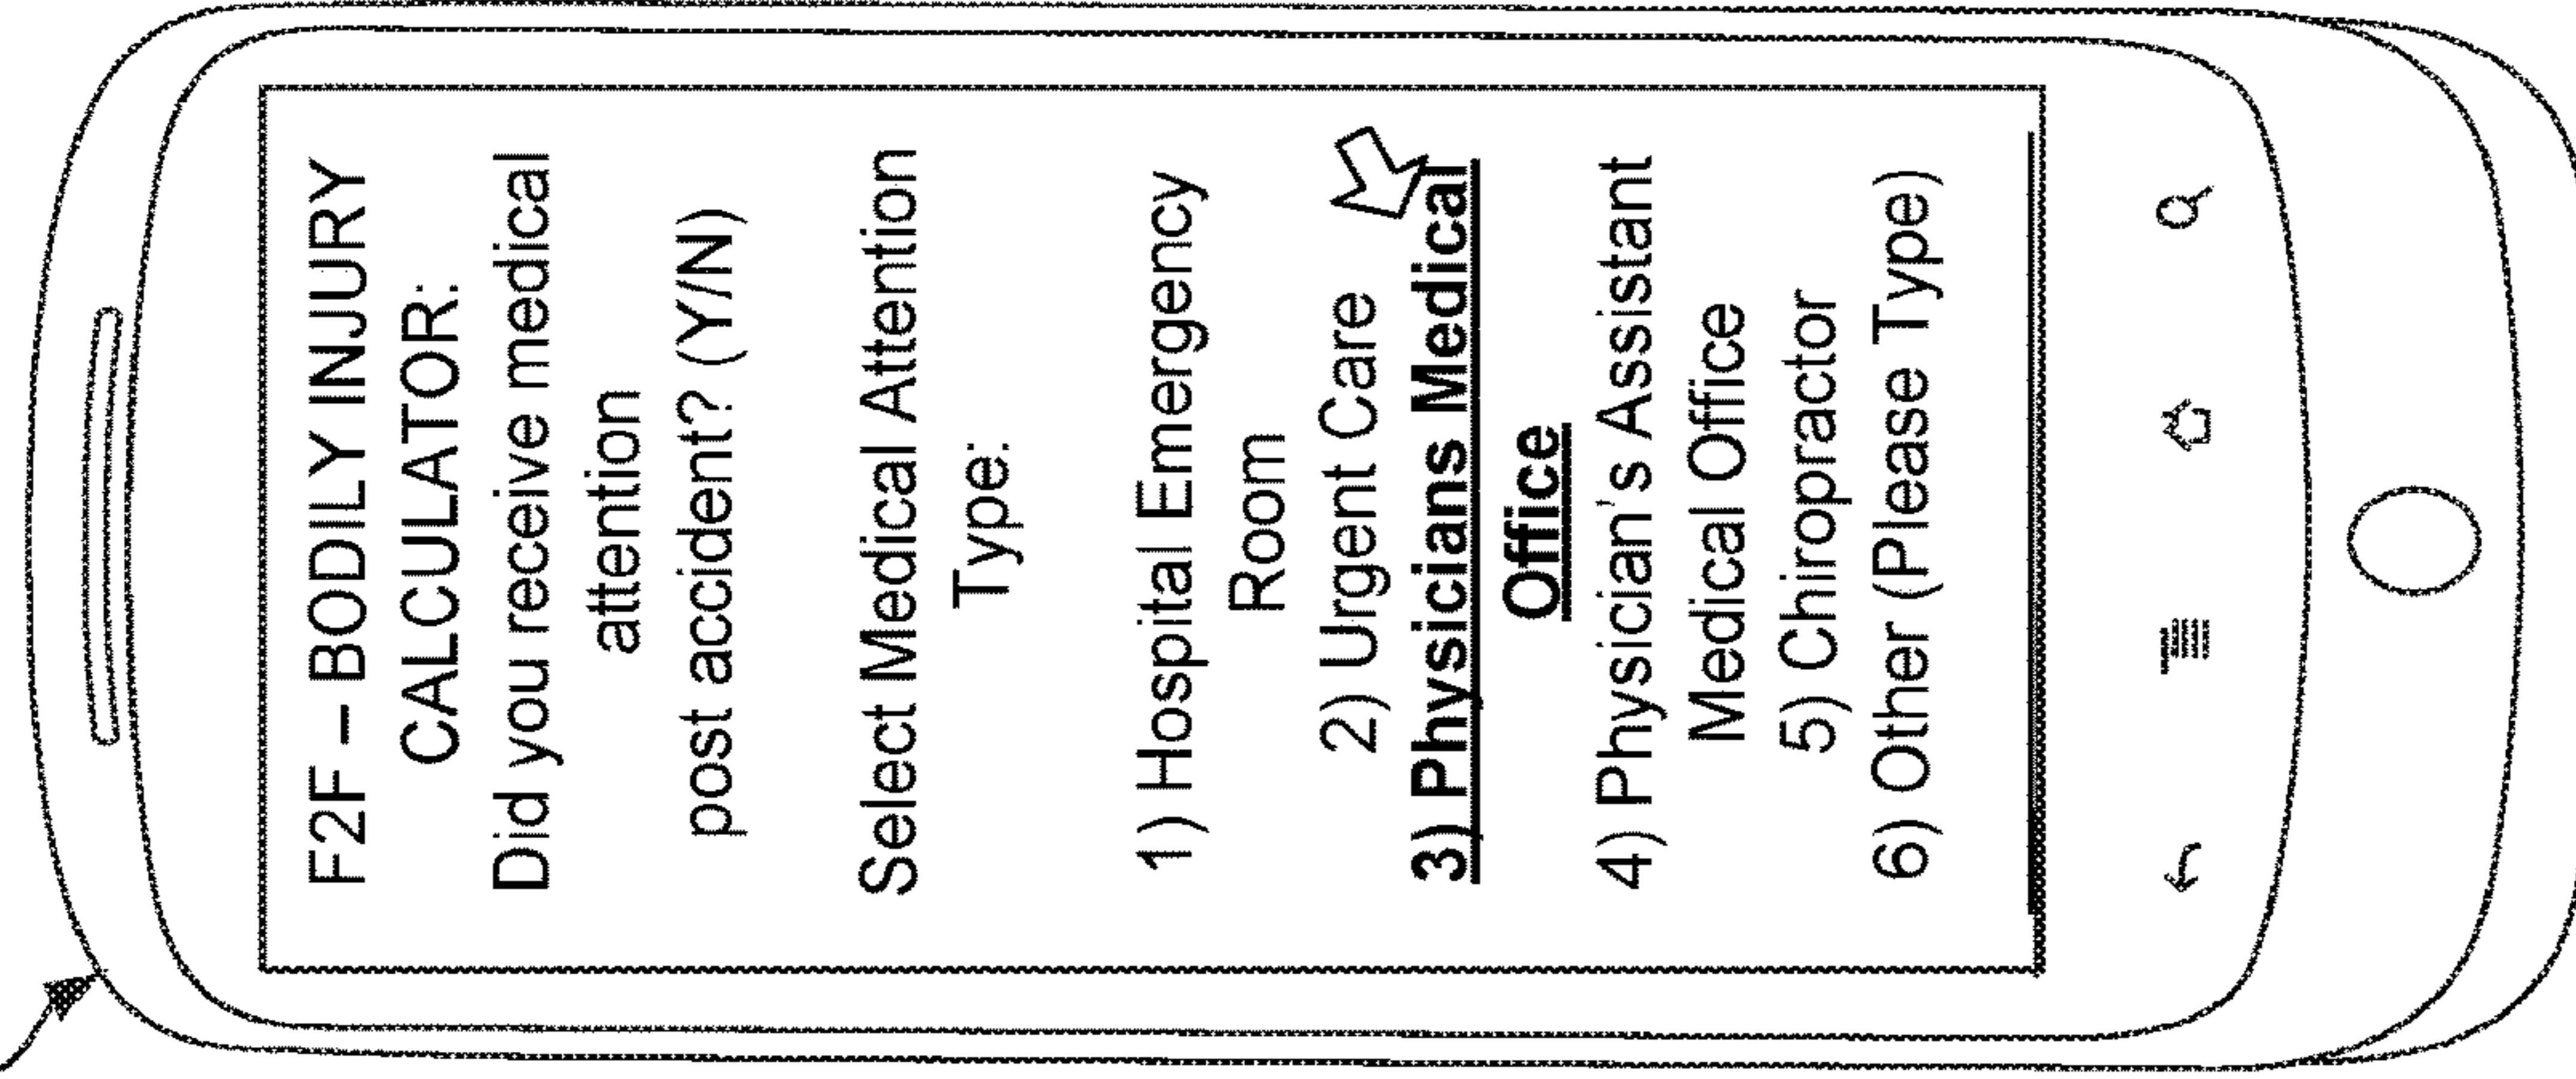 F2F – BODILY INJURY
CALCULATOR:
Did you receive medical
attention
post accident? (Y/N)
Select Medical Attention
Type:
1) Hospital Emergency
Room
2) Urgent Care
3) Physicians Medical
Office
4) Physician's Assistant
Medical Office
5) Chiropractor
6) Other (Please Type)